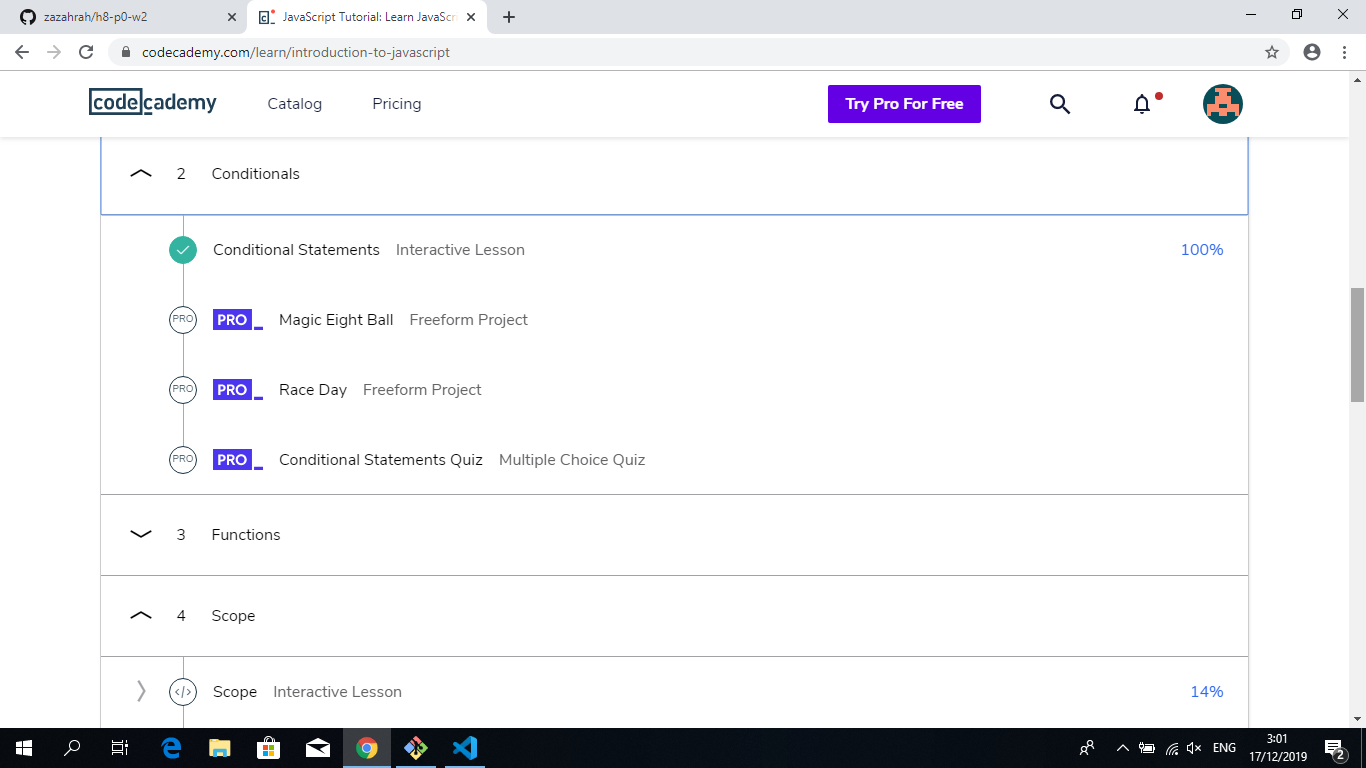 zazahrah/h8-p0-w2
JavaScript Tutorial: Learn JavaScri
codecademy.com/learn/introduction-to-javascript
codecademy Catalog Pricing Try Pro For Free
2 Conditionals
Conditional Statements Interactive Lesson 100%
PRO PRO Magic Eight Ball Freeform Project
PRO PRO Race Day Freeform Project
PRO PRO Conditional Statements Quiz Multiple Choice Quiz
3 Functions
4 Scope
</> Scope Interactive Lesson 14%
ENG
3:01
17/12/2019
2